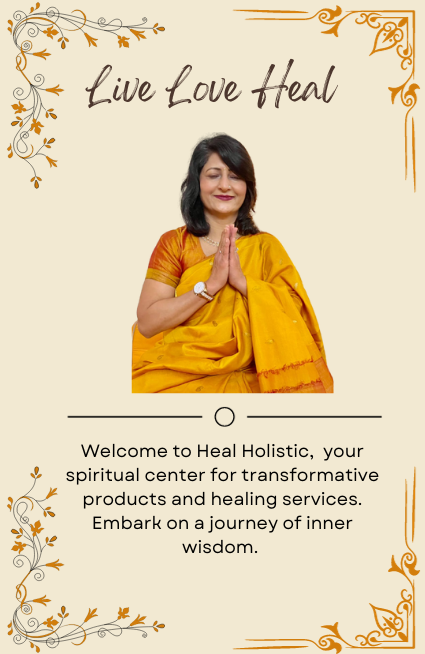 Live Love Heal
Welcome to Heal Holistic, your
spiritual center for transformative
products and healing services.
Embark on a journey of inner
wisdom.